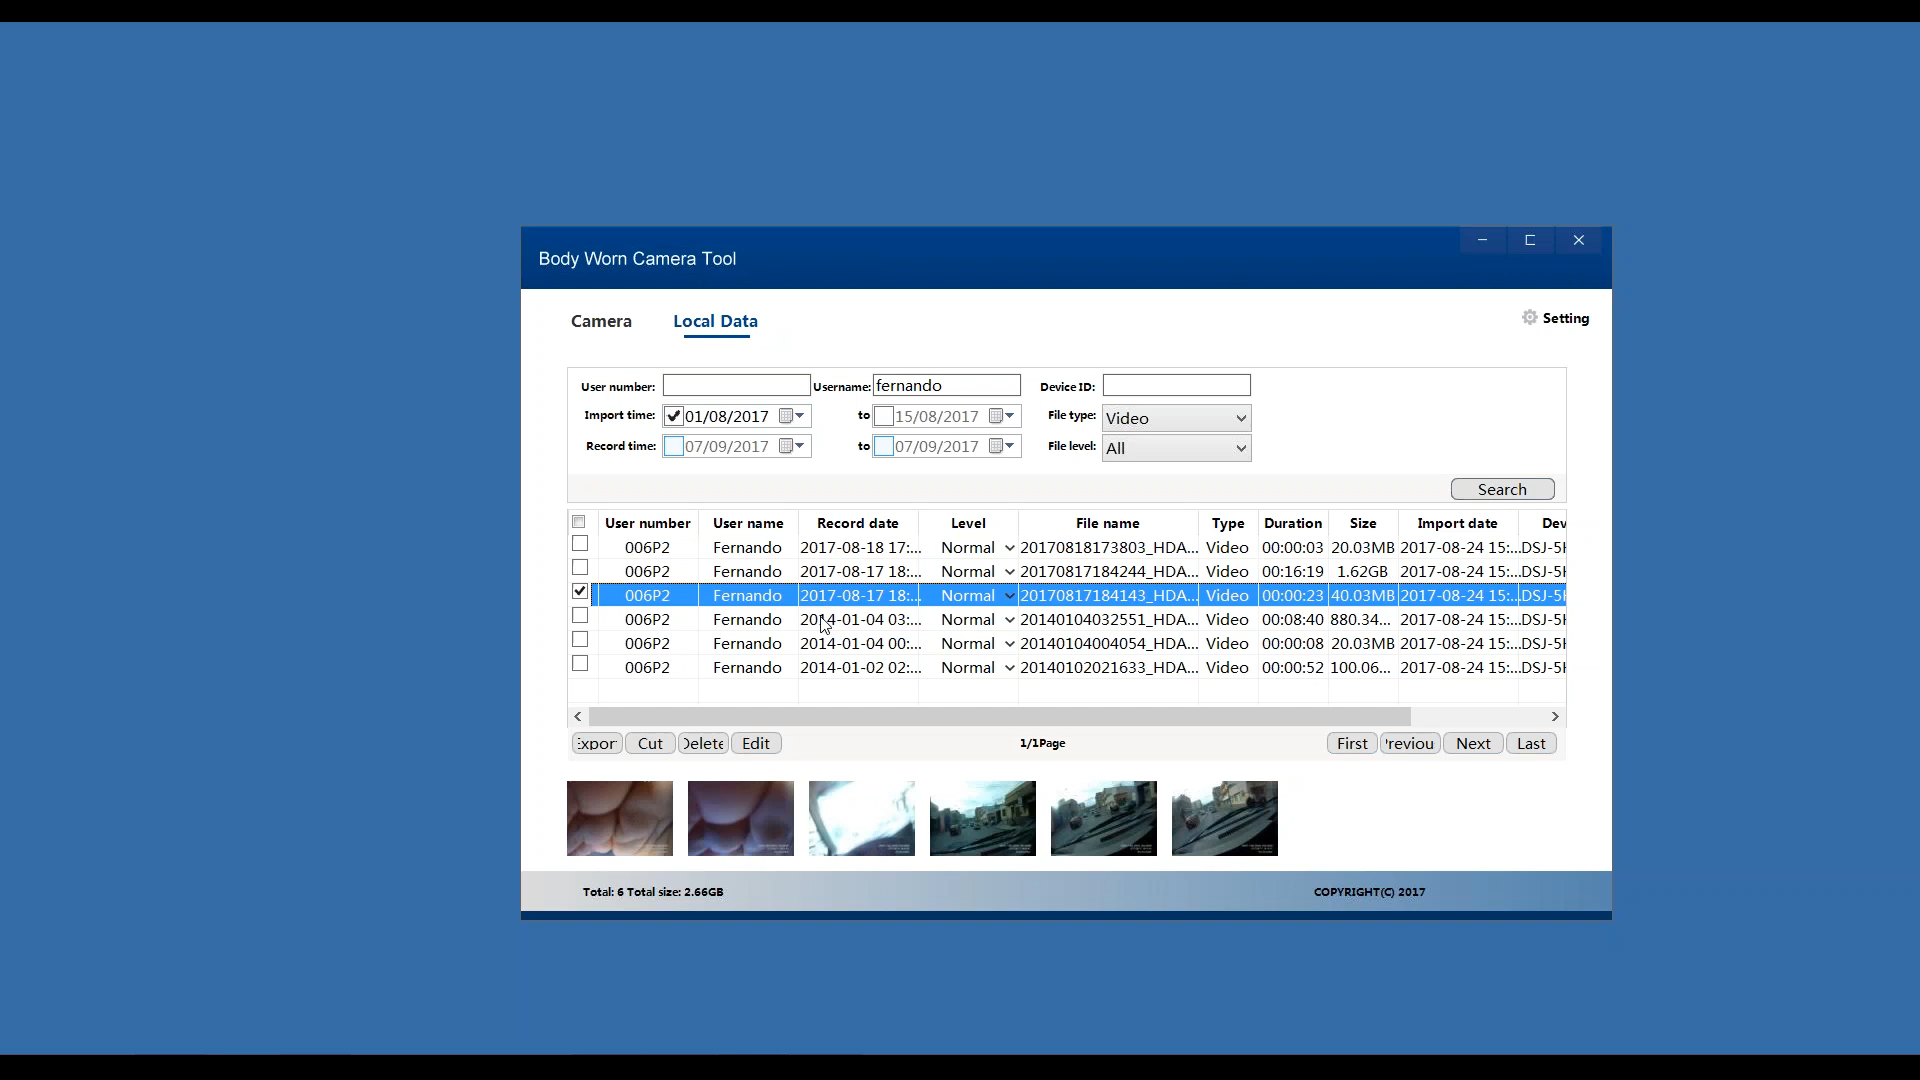 Body Worn Camera Tool
Camera Local Data Setting
User number: Username: fernando Device ID:
Import time: 01/08/2017 to 15/08/2017 File type: Video
Record time: 07/09/2017 to 07/09/2017 File level: All
Search
User number User name Record date Level File name Type Duration Size Import date Dev
006P2 Fernando 2017-08-18 17:... Normal 20170818173803_HDA... Video 00:00:03 20.03MB 2017-08-24 15:... DSJ-5H
006P2 Fernando 2017-08-17 18:... Normal 20170817184244_HDA... Video 00:16:19 1.62GB 2017-08-24 15:... DSJ-5H
006P2 Fernando 2017-08-17 18:... Normal 20170817184143_HDA... Video 00:00:23 40.03MB 2017-08-24 15:... DSJ-5H
006P2 Fernando 2014-01-04 03:... Normal 20140104032551_HDA... Video 00:08:40 880.34... 2017-08-24 15:... DSJ-5H
006P2 Fernando 2014-01-04 00:... Normal 20140104004054_HDA... Video 00:00:08 20.03MB 2017-08-24 15:... DSJ-5H
006P2 Fernando 2014-01-02 02:... Normal 20140102021633_HDA... Video 00:00:52 100.06... 2017-08-24 15:... DSJ-5H
Expor Cut Delete Edit 1/1Page First Previou Next Last
Total: 6 Total size: 2.66GB COPYRIGHT(C) 2017